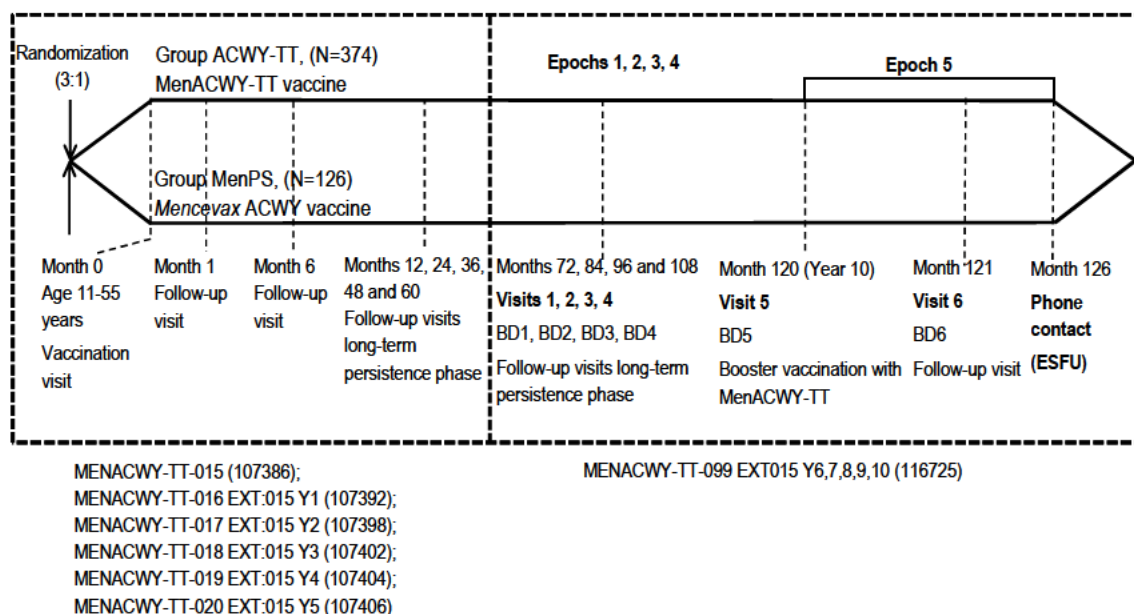 Randomization
(3:1)
Group ACWY-TT, (N=374)
MenACWY-TT vaccine
Epochs 1, 2, 3, 4
Epoch 5
Group MenPS, (N=126)
Mencevax ACWY vaccine
Month 0
Age 11-55
years
Vaccination
visit
Month 1
Follow-up
visit
Month 6
Follow-up
visit
Months 12, 24, 36,
48 and 60
Follow-up visits
long-term
persistence phase
Months 72, 84, 96 and 108
Visits 1, 2, 3, 4
BD1, BD2, BD3, BD4
Follow-up visits long-term
persistence phase
Month 120 (Year 10)
Visit 5
BD5
Booster vaccination with
MenACWY-TT
Month 121
Visit 6
BD6
Follow-up visit
Month 126
Phone
contact
(ESFU)
MENACWY-TT-015 (107386);
MENACWY-TT-016 EXT:015 Y1 (107392);
MENACWY-TT-017 EXT:015 Y2 (107398);
MENACWY-TT-018 EXT:015 Y3 (107402);
MENACWY-TT-019 EXT:015 Y4 (107404);
MENACWY-TT-020 EXT:015 Y5 (107406)
MENACWY-TT-099 EXT015 Y6,7,8,9,10 (116725)